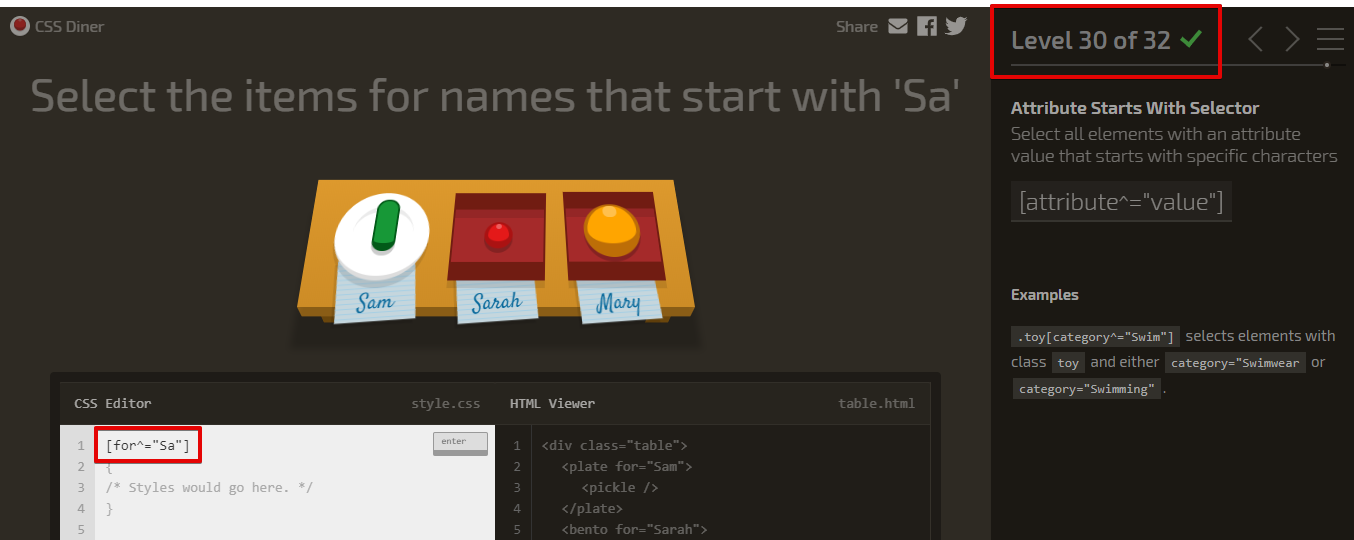 CSS Diner
Share
Select the items for names that start with 'Sa'
Sam
Sarah
Mary
CSS Editor
style.css
1
2
3
4
5
[for^="Sa"]
{
/* Styles would go here. */
}
enter
HTML Viewer
table.html
1
2
3
4
5
<div class="table">
<plate for="Sam">
<pickle />
</plate>
<bento for="Sarah">
Level 30 of 32
Attribute Starts With Selector
Select all elements with an attribute
value that starts with specific characters
[attribute^="value"]
Examples
.toy[category^="Swim"] selects elements with
class toy and either category="Swimwear or
category="Swimming" .